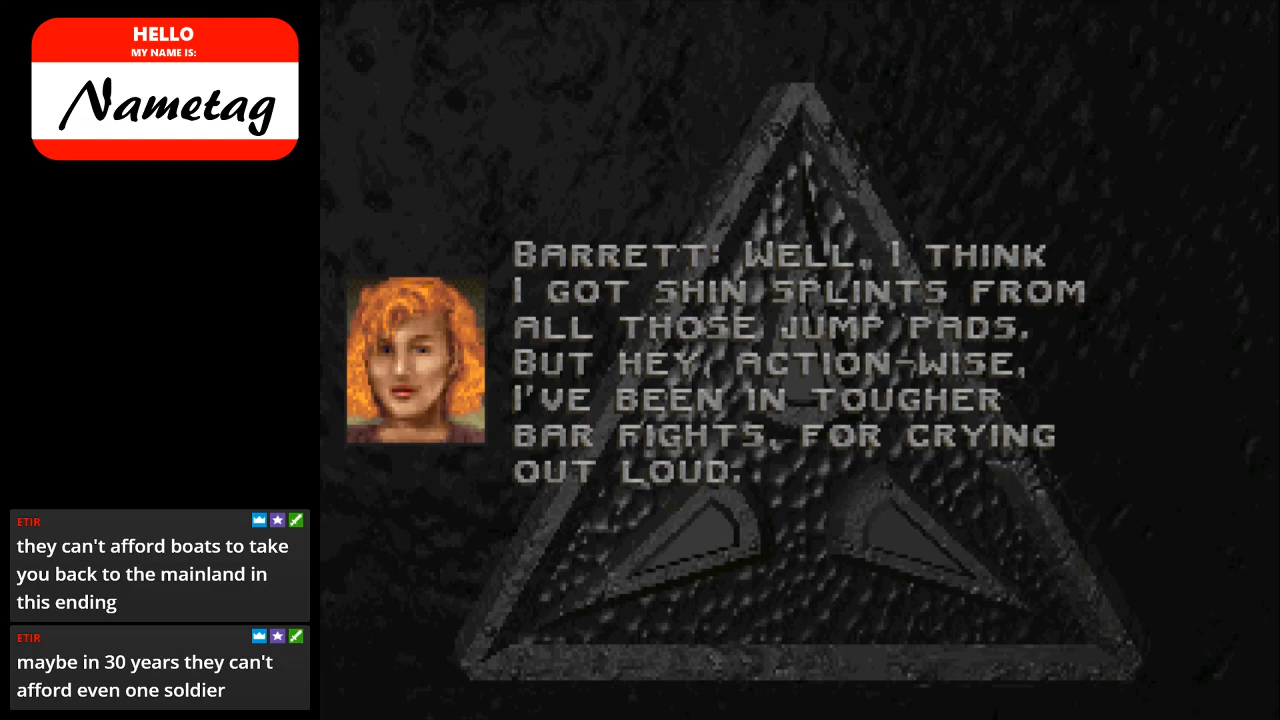 HELLO
MY NAME IS:
Nametag
BARRETT: WELL, I THINK
I GOT SHIN SPLINTS FROM
ALL THOSE JUMP PADS.
BUT HEY, ACTION-WISE,
I'VE BEEN IN TOUGHER
BAR FIGHTS, FOR CRYING
OUT LOUD.
ETIR
they can't afford boats to take
you back to the mainland in
this ending
ETIR
maybe in 30 years they can't
afford even one soldier